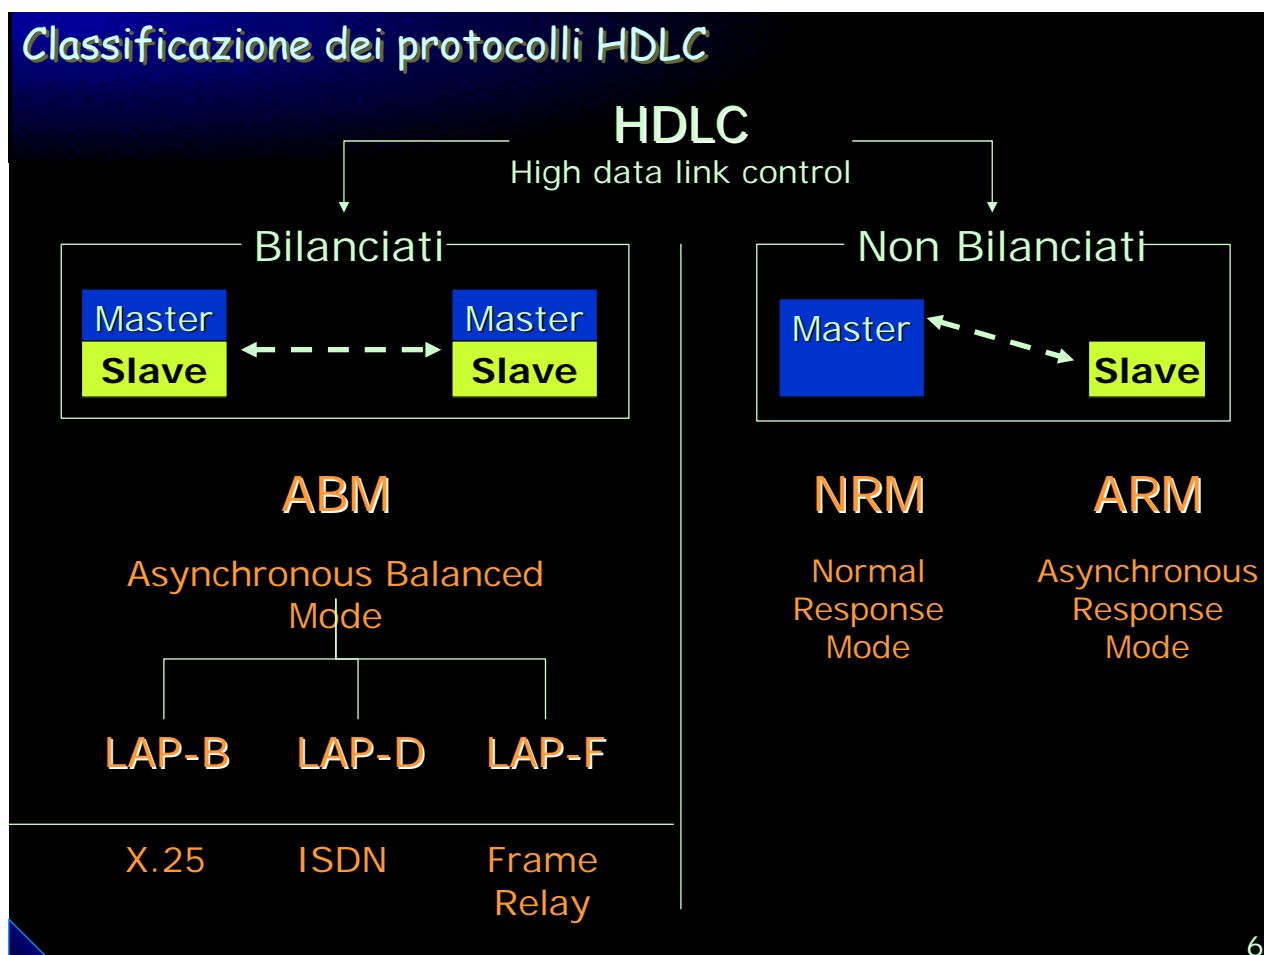 Classificazione dei protocolli HDLC
HDLC
High data link control
Bilanciati
Master
Slave
Master
Slave
Non Bilanciati
Master
Slave
ABM
Asynchronous Balanced
Mode
LAP-B
LAP-D
LAP-F
X.25
ISDN
Frame
Relay
NRM
Normal
Response
Mode
ARM
Asynchronous
Response
Mode
6